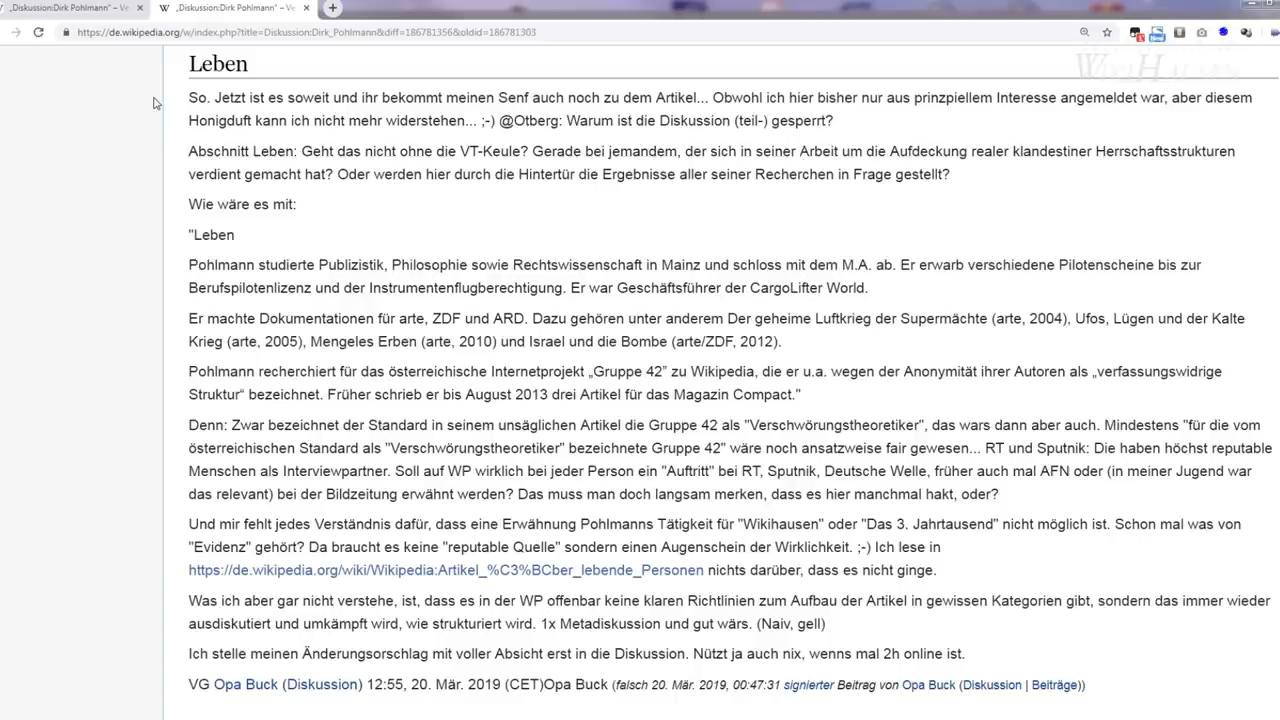 „Diskussion:Dirk Pohlmann“ – Ve
„Diskussion:Dirk Pohlmann“ – Ve
https://de.wikipedia.org/w/index.php?title=Diskussion:Dirk_Pohlmann&diff=186781356&oldid=186781303
Leben
So. Jetzt ist es soweit und ihr bekommt meinen Senf auch noch zu dem Artikel... Obwohl ich hier bisher nur aus prinzpiellem Interesse angemeldet war, aber diesem
Honigduft kann ich nicht mehr widerstehen... ;-) @Otberg: Warum ist die Diskussion (teil-) gesperrt?
Abschnitt Leben: Geht das nicht ohne die VT-Keule? Gerade bei jemandem, der sich in seiner Arbeit um die Aufdeckung realer klandestiner Herrschaftsstrukturen
verdient gemacht hat? Oder werden hier durch die Hintertür die Ergebnisse aller seiner Recherchen in Frage gestellt?
Wie wäre es mit:
"Leben
Pohlmann studierte Publizistik, Philosophie sowie Rechtswissenschaft in Mainz und schloss mit dem M.A. ab. Er erwarb verschiedene Pilotenscheine bis zur
Berufspilotenlizenz und der Instrumentenflugberechtigung. Er war Geschäftsführer der CargoLifter World.
Er machte Dokumentationen für arte, ZDF und ARD. Dazu gehören unter anderem Der geheime Luftkrieg der Supermächte (arte, 2004), Ufos, Lügen und der Kalte
Krieg (arte, 2005), Mengeles Erben (arte, 2010) und Israel und die Bombe (arte/ZDF, 2012).
Pohlmann recherchiert für das österreichische Internetprojekt „Gruppe 42” zu Wikipedia, die er u.a. wegen der Anonymität ihrer Autoren als „verfassungswidrige
Struktur“ bezeichnet. Früher schrieb er bis August 2013 drei Artikel für das Magazin Compact."
Denn: Zwar bezeichnet der Standard in seinem unsäglichen Artikel die Gruppe 42 als "Verschwörungstheoretiker", das wars dann aber auch. Mindestens "für die vom
österreichischen Standard als "Verschwörungstheoretiker" bezeichnete Gruppe 42" wäre noch ansatzweise fair gewesen... RT und Sputnik: Die haben höchst reputable
Menschen als Interviewpartner. Soll auf WP wirklich bei jeder Person ein "Auftritt" bei RT, Sputnik, Deutsche Welle, früher auch mal AFN oder (in meiner Jugend war
das relevant) bei der Bildzeitung erwähnt werden? Das muss man doch langsam merken, dass es hier manchmal hakt, oder?
Und mir fehlt jedes Verständnis dafür, dass eine Erwähnung Pohlmanns Tätigkeit für "Wikihausen" oder "Das 3. Jahrtausend" nicht möglich ist. Schon mal was von
"Evidenz" gehört? Da braucht es keine "reputable Quelle" sondern einen Augenschein der Wirklichkeit. ;-) Ich lese in
https://de.wikipedia.org/wiki/Wikipedia:Artikel_%C3%BCber_lebende_Personen nichts darüber, dass es nicht ginge.
Was ich aber gar nicht verstehe, ist, dass es in der WP offenbar keine klaren Richtlinien zum Aufbau der Artikel in gewissen Kategorien gibt, sondern das immer wieder
ausdiskutiert und umkämpft wird, wie strukturiert wird. 1x Metadiskussion und gut wärs. (Naiv, gell)
Ich stelle meinen Änderungsorschlag mit voller Absicht erst in die Diskussion. Nützt ja auch nix, wenns mal 2h online ist.
VG Opa Buck (Diskussion) 12:55, 20. Mär. 2019 (CET)Opa Buck (falsch 20. Mär. 2019, 00:47:31 signierter Beitrag von Opa Buck (Diskussion | Beiträge))